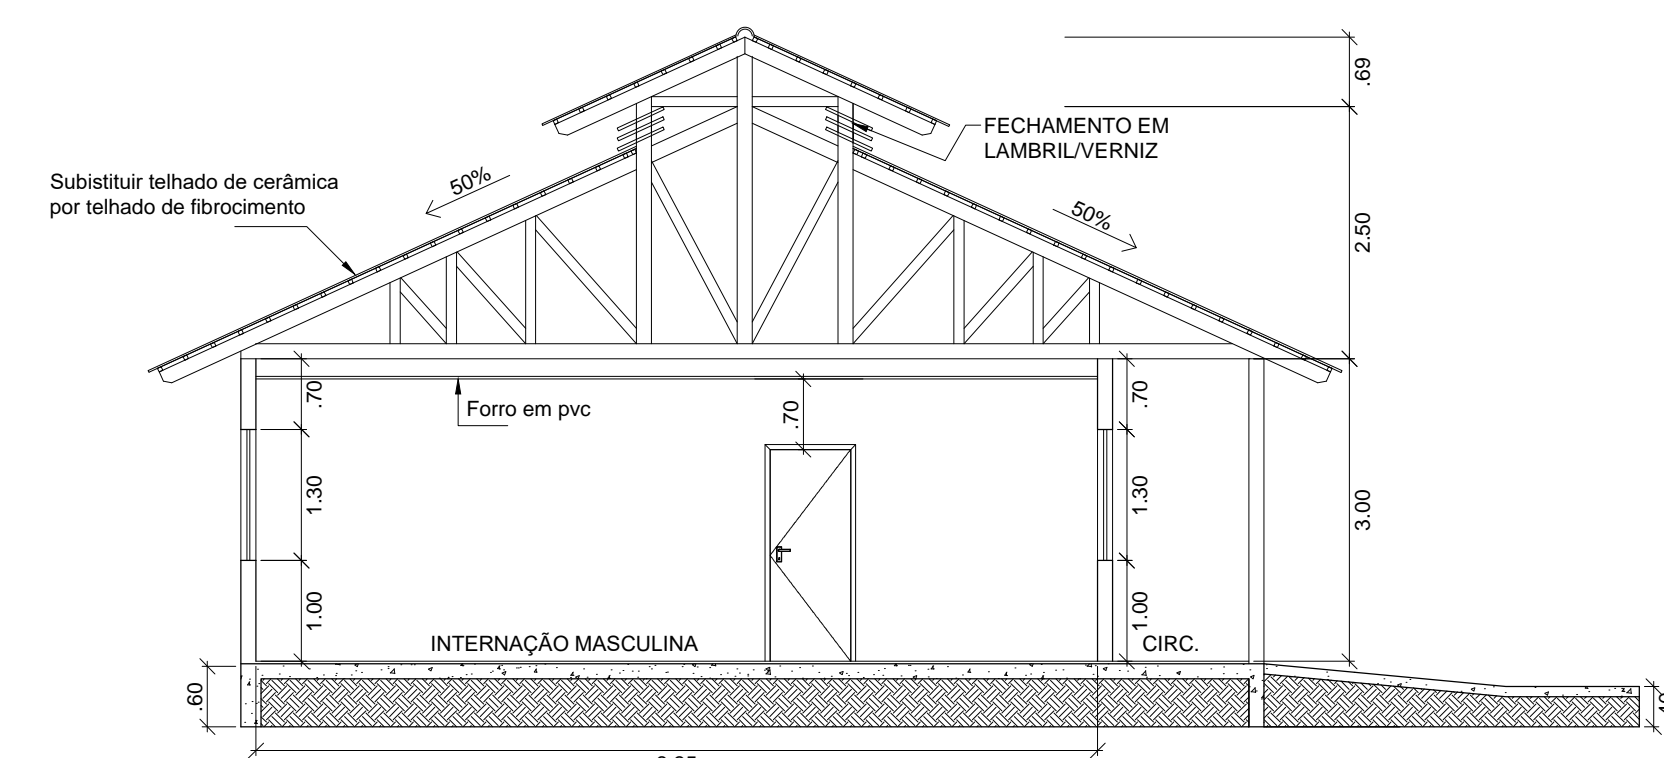 .69
FECHAMENTO EM
LAMBRIL/VERNIZ
Subistituir telhado de cerâmica
por telhado de fibrocimento
50%
50%
2.50
.70
Forro em pvc
.70
.70
1.30
1.30
3.00
1.00
1.00
INTERNAÇÃO MASCULINA
CIRC.
.60